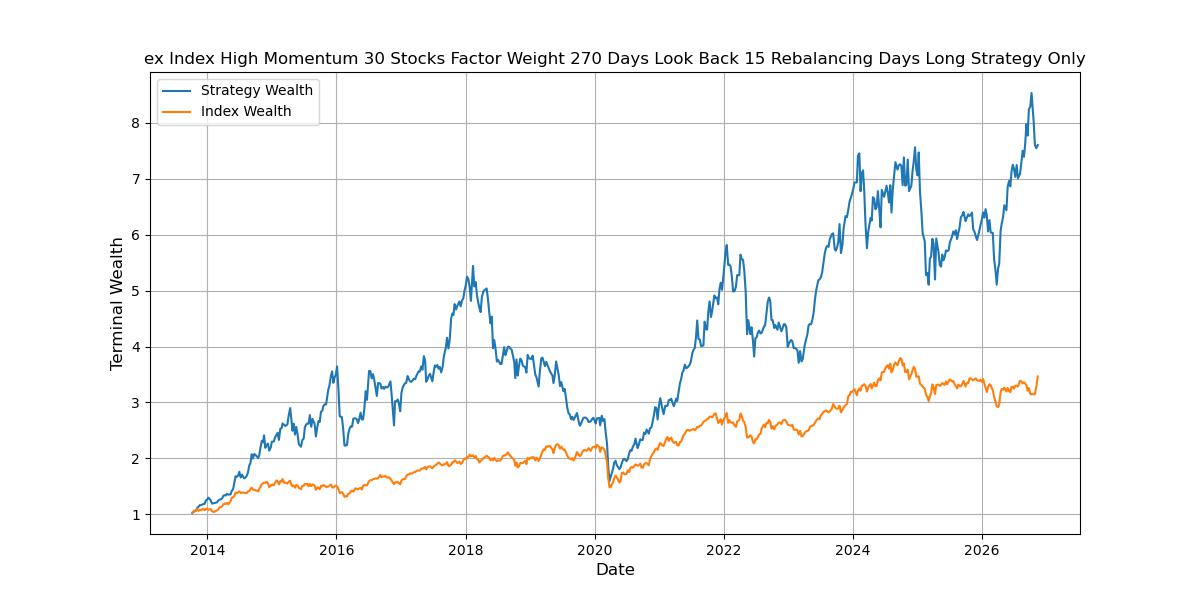 ex Index High Momentum 30 Stocks Factor Weight 270 Days Look Back 15 Rebalancing Days Long Strategy Only
Strategy Wealth
Index Wealth
8
7
6
5
4
3
2
1
Terminal Wealth
2014 2016 2018 2020 2022 2024 2026
Date